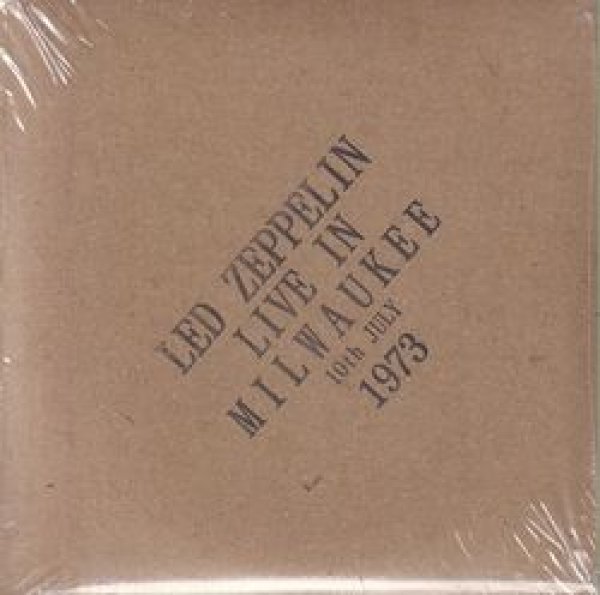 LED ZEPPELIN
LIVE IN
MILWAUKEE
10th JULY
1973